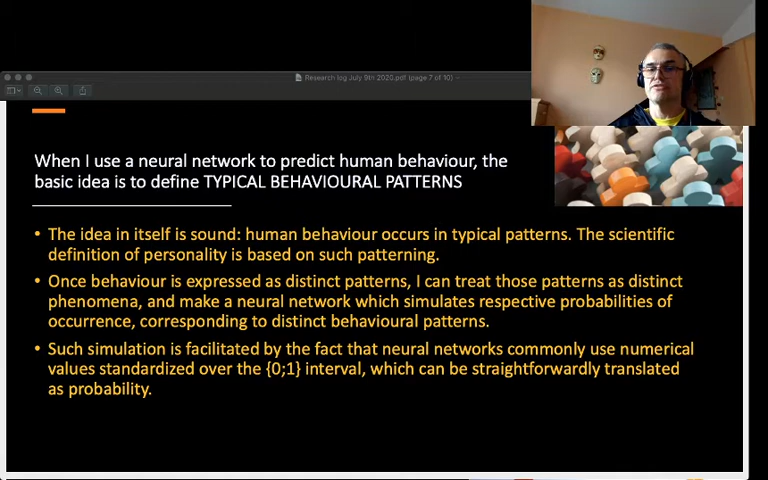 Research log July 9th 2020.pdf (page 7 of 10)
When I use a neural network to predict human behaviour, the
basic idea is to define TYPICAL BEHAVIOURAL PATTERNS
• The idea in itself is sound: human behaviour occurs in typical patterns. The scientific
definition of personality is based on such patterning.
• Once behaviour is expressed as distinct patterns, I can treat those patterns as distinct
phenomena, and make a neural network which simulates respective probabilities of
occurrence, corresponding to distinct behavioural patterns.
• Such simulation is facilitated by the fact that neural networks commonly use numerical
values standardized over the {0;1} interval, which can be straightforwardly translated
as probability.